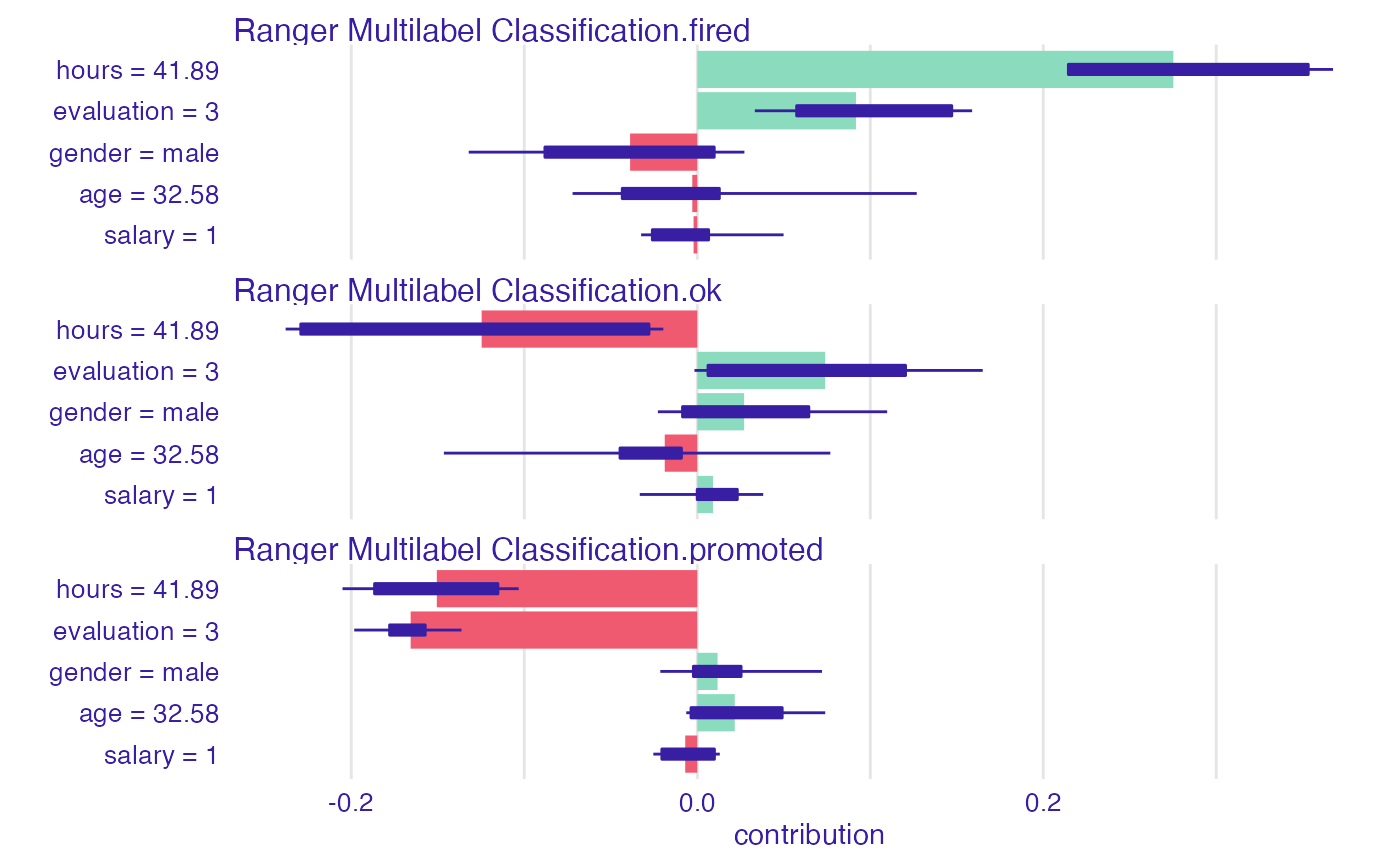 Ranger Multilabel Classification.fired
hours = 41.89
evaluation = 3
gender = male
age = 32.58
salary = 1
Ranger Multilabel Classification.ok
hours = 41.89
evaluation = 3
gender = male
age = 32.58
salary = 1
Ranger Multilabel Classification.promoted
hours = 41.89
evaluation = 3
gender = male
age = 32.58
salary = 1
-0.2 0.0 0.2
contribution